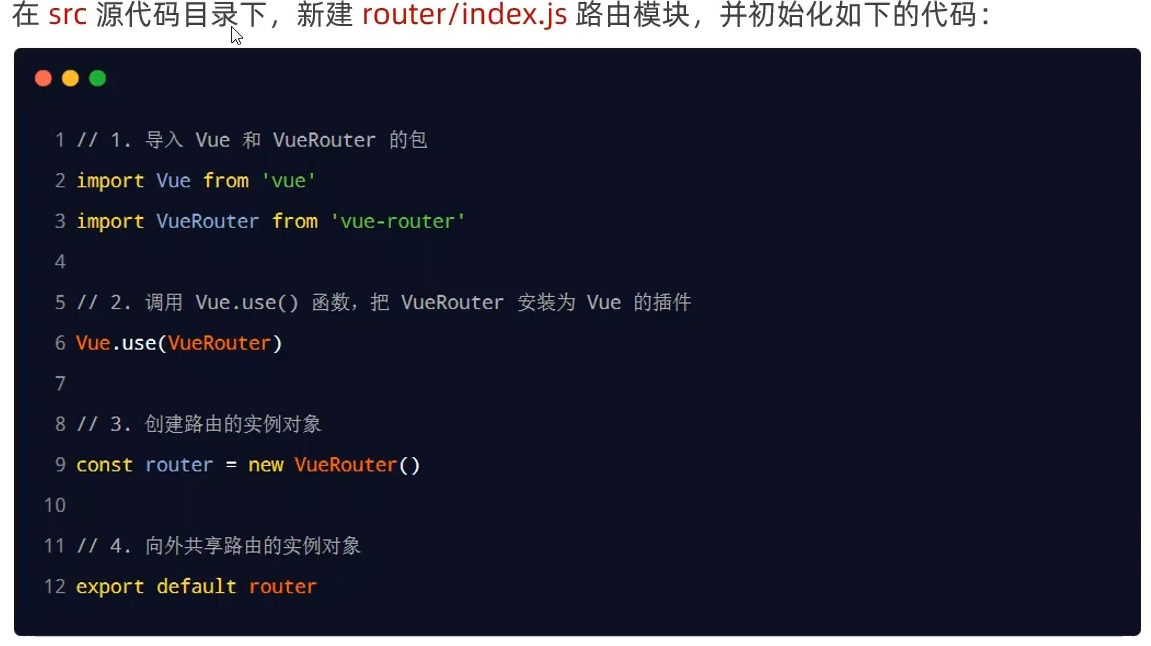 在 src 源代码目录下，新建 router/index.js 路由模块，并初始化如下的代码：
1 // 1. 导入 Vue 和 VueRouter 的包
2 import Vue from 'vue'
3 import VueRouter from 'vue-router'
4
5 // 2. 调用 Vue.use() 函数，把 VueRouter 安装为 Vue 的插件
6 Vue.use(VueRouter)
7
8 // 3. 创建路由的实例对象
9 const router = new VueRouter()
10
11 // 4. 向外共享路由的实例对象
12 export default router